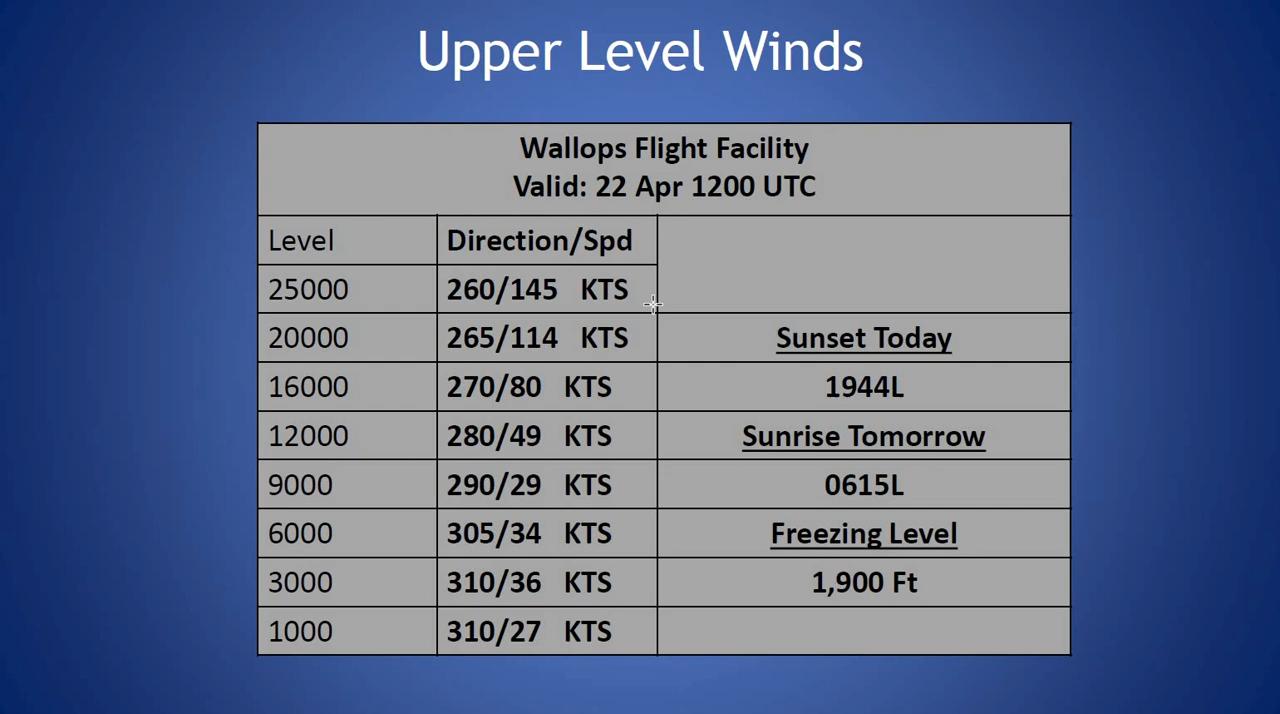 Upper Level Winds
Wallops Flight Facility
Valid: 22 Apr 1200 UTC
Level Direction/Spd
25000 260/145 KTS
20000 265/114 KTS Sunset Today
16000 270/80 KTS 1944L
12000 280/49 KTS Sunrise Tomorrow
9000 290/29 KTS 0615L
6000 305/34 KTS Freezing Level
3000 310/36 KTS 1,900 Ft
1000 310/27 KTS